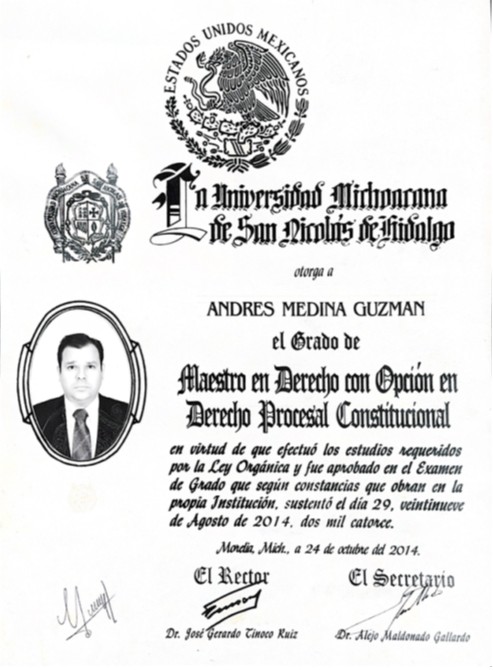 ESTADOS UNIDOS MEXICANOS
La Universidad Michoacana
de San Nicolás de Hidalgo
otorga a
ANDRES MEDINA GUZMAN
el Grado de
Maestro en Derecho con Opción en
Derecho Procesal Constitucional
en virtud de que efectuó los estudios requeridos
por la Ley Orgánica y fue aprobado en el Examen
de Grado que según constancias que obran en la
propia Institución, sustentó el día 29, veintinueve
de Agosto de 2014, dos mil catorce.
Morelia, Mich., a 24 de octubre del 2014.
El Rector
El Secretario
Dr. José Gerardo Tinoco Ruiz
Dr. Alejo Maldonado Gallardo